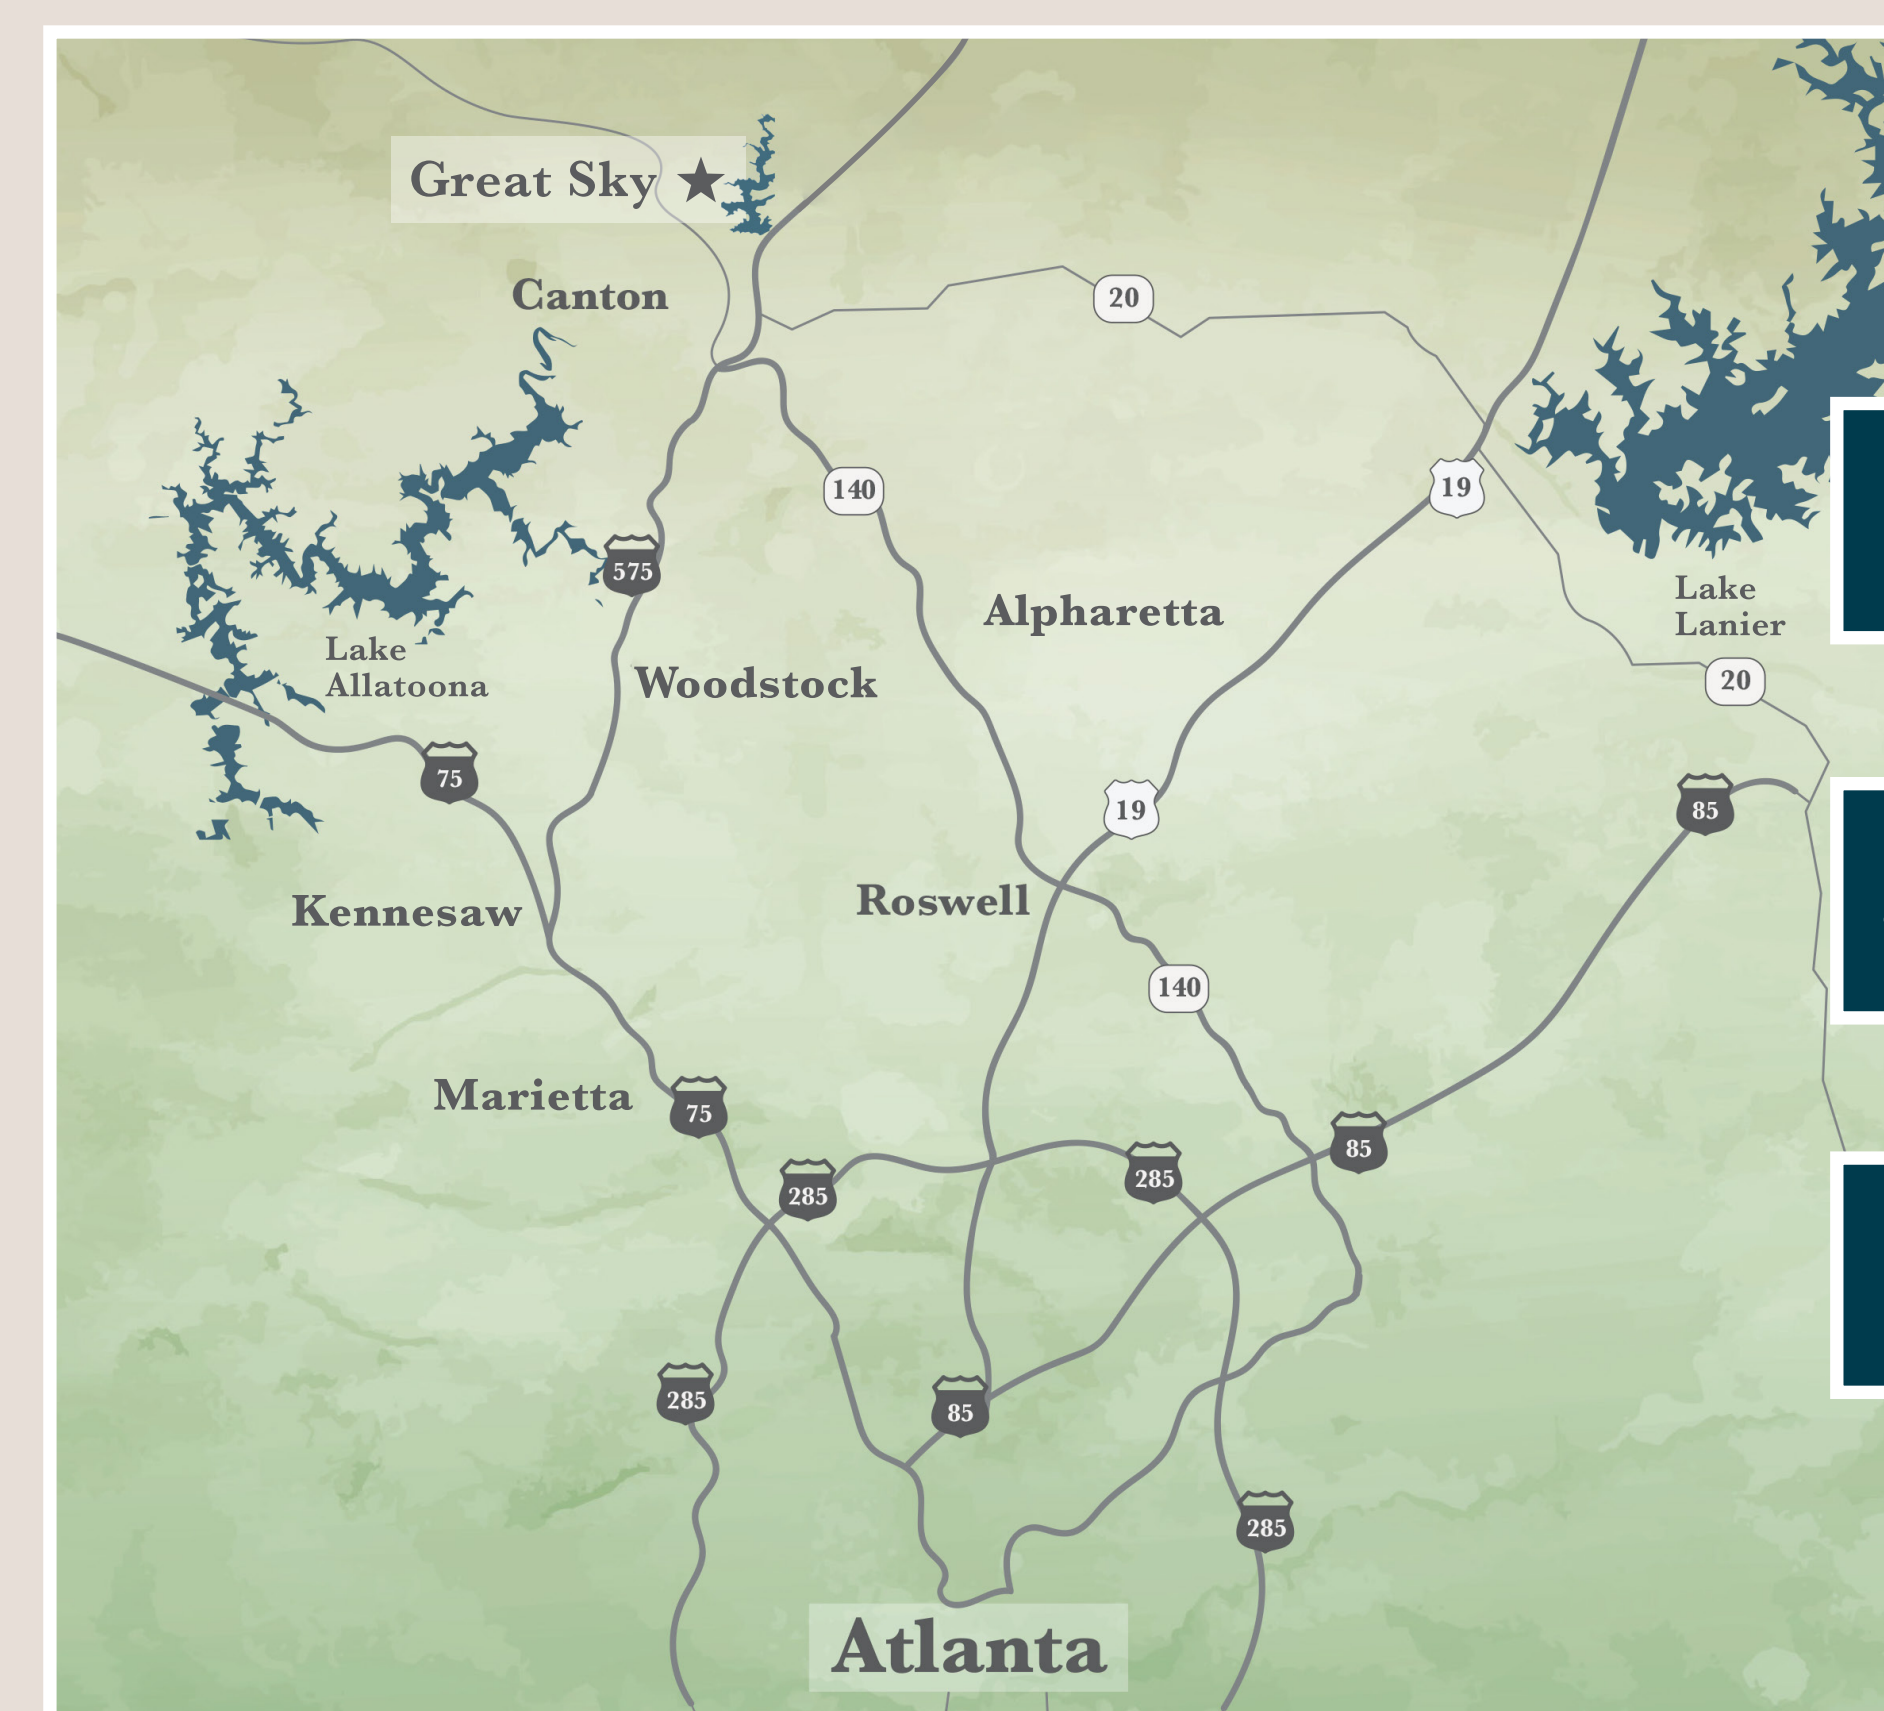 Great Sky
Canton
20
140
19
575
Alpharetta
Lake
Lanier
Lake
Allatoona
Woodstock
20
75
19
85
Kennesaw
Roswell
140
Marietta
75
85
285
285
285
85
285
Atlanta